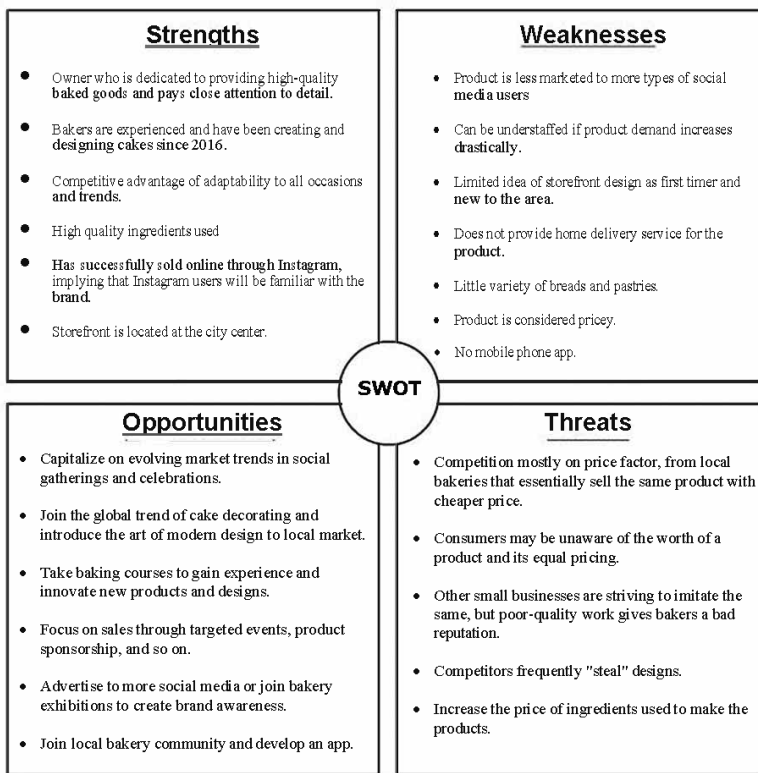 Strengths
Owner who is dedicated to providing high-quality
baked goods and pays close attention to detail.
Bakers are experienced and have been creating and
designing cakes since 2016.
Competitive advantage of adaptability to all occasions
and trends.
High quality ingredients used
Has successfully sold online through Instagram,
implying that Instagram users will be familiar with the
brand.
Storefront is located at the city center.
Weaknesses
Product is less marketed to more types of social
media users
Can be understaffed if product demand increases
drastically.
Limited idea of storefront design as first timer and
new to the area.
Does not provide home delivery service for the
product.
Little variety of breads and pastries.
Product is considered pricey.
No mobile phone app.
SWOT
Opportunities
Capitalize on evolving market trends in social
gatherings and celebrations.
Join the global trend of cake decorating and
introduce the art of modern design to local market.
Take baking courses to gain experience and
innovate new products and designs.
Focus on sales through targeted events, product
sponsorship, and so on.
Advertise to more social media or join bakery
exhibitions to create brand awareness.
Join local bakery community and develop an app.
Threats
Competition mostly on price factor, from local
bakeries that essentially sell the same product with
cheaper price.
Consumers may be unaware of the worth of a
product and its equal pricing.
Other small businesses are striving to imitate the
same, but poor-quality work gives bakers a bad
reputation.
Competitors frequently "steal" designs.
Increase the price of ingredients used to make the
products.